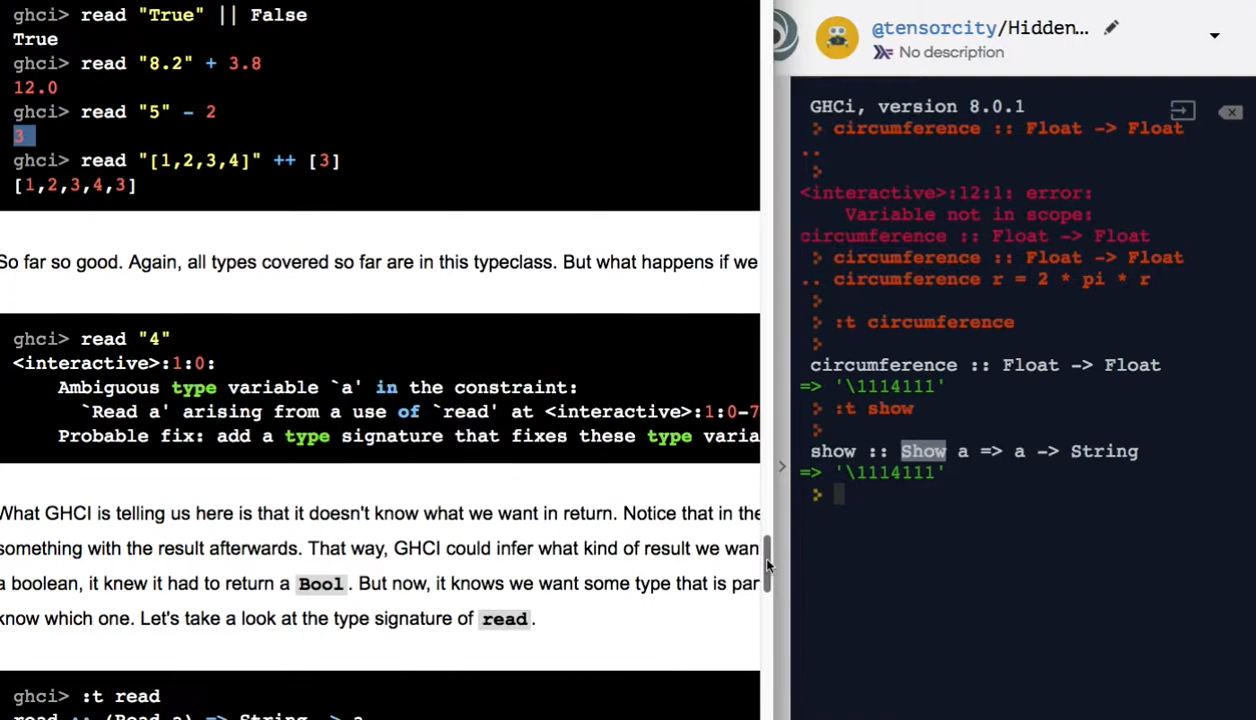 ghci> read "True" || False
True
ghci> read "8.2" + 3.8
12.0
ghci> read "5" - 2
3
ghci> read "[1,2,3,4]" ++ [3]
[1,2,3,4,3]
So far so good. Again, all types covered so far are in this typeclass. But what happens if we
ghci> read "4"
<interactive>:1:0:
    Ambiguous type variable `a' in the constraint:
      `Read a' arising from a use of `read' at <interactive>:1:0-7
    Probable fix: add a type signature that fixes these type varia
What GHCI is telling us here is that it doesn't know what we want in return. Notice that in the
something with the result afterwards. That way, GHCI could infer what kind of result we wan
a boolean, it knew it had to return a Bool. But now, it knows we want some type that is par
know which one. Let's take a look at the type signature of read.
ghci> :t read
read :: (Read a) => String -> a
@tensorcity/Hidden...
No description
GHCi, version 8.0.1
circumference :: Float -> Float
..
<interactive>:12:1: error:
    Variable not in scope:
circumference :: Float -> Float
circumference :: Float -> Float
.. circumference r = 2 * pi * r
:t circumference
circumference :: Float -> Float
=> '\1114111'
:t show
show :: Show a => a -> String
=> '\1114111'